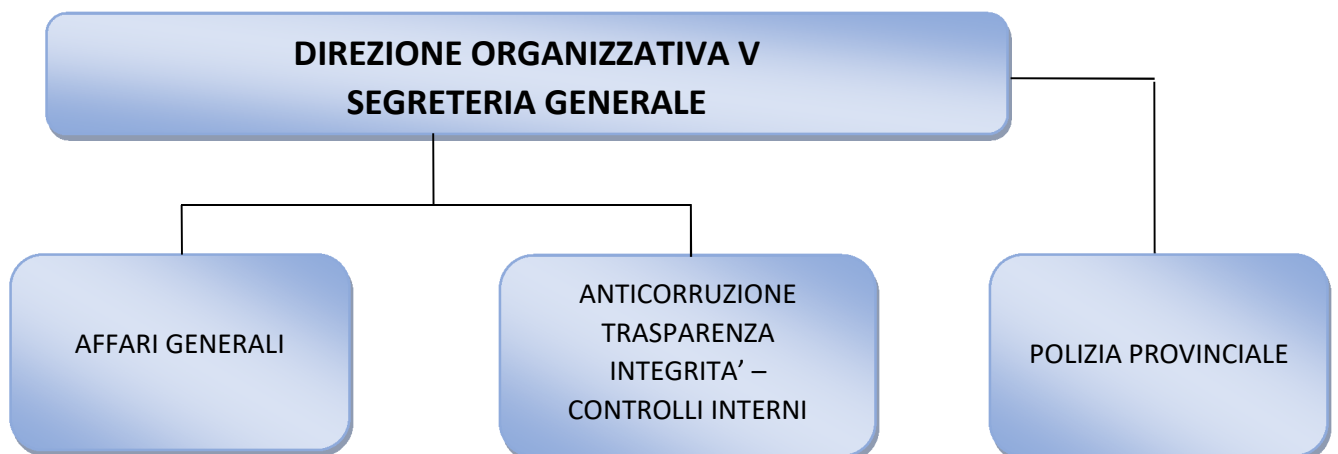 DIREZIONE ORGANIZZATIVA V
SEGRETERIA GENERALE
AFFARI GENERALI
ANTICORRUZIONE
TRASPARENZA
INTEGRITA’ –
CONTROLLI INTERNI
POLIZIA PROVINCIALE